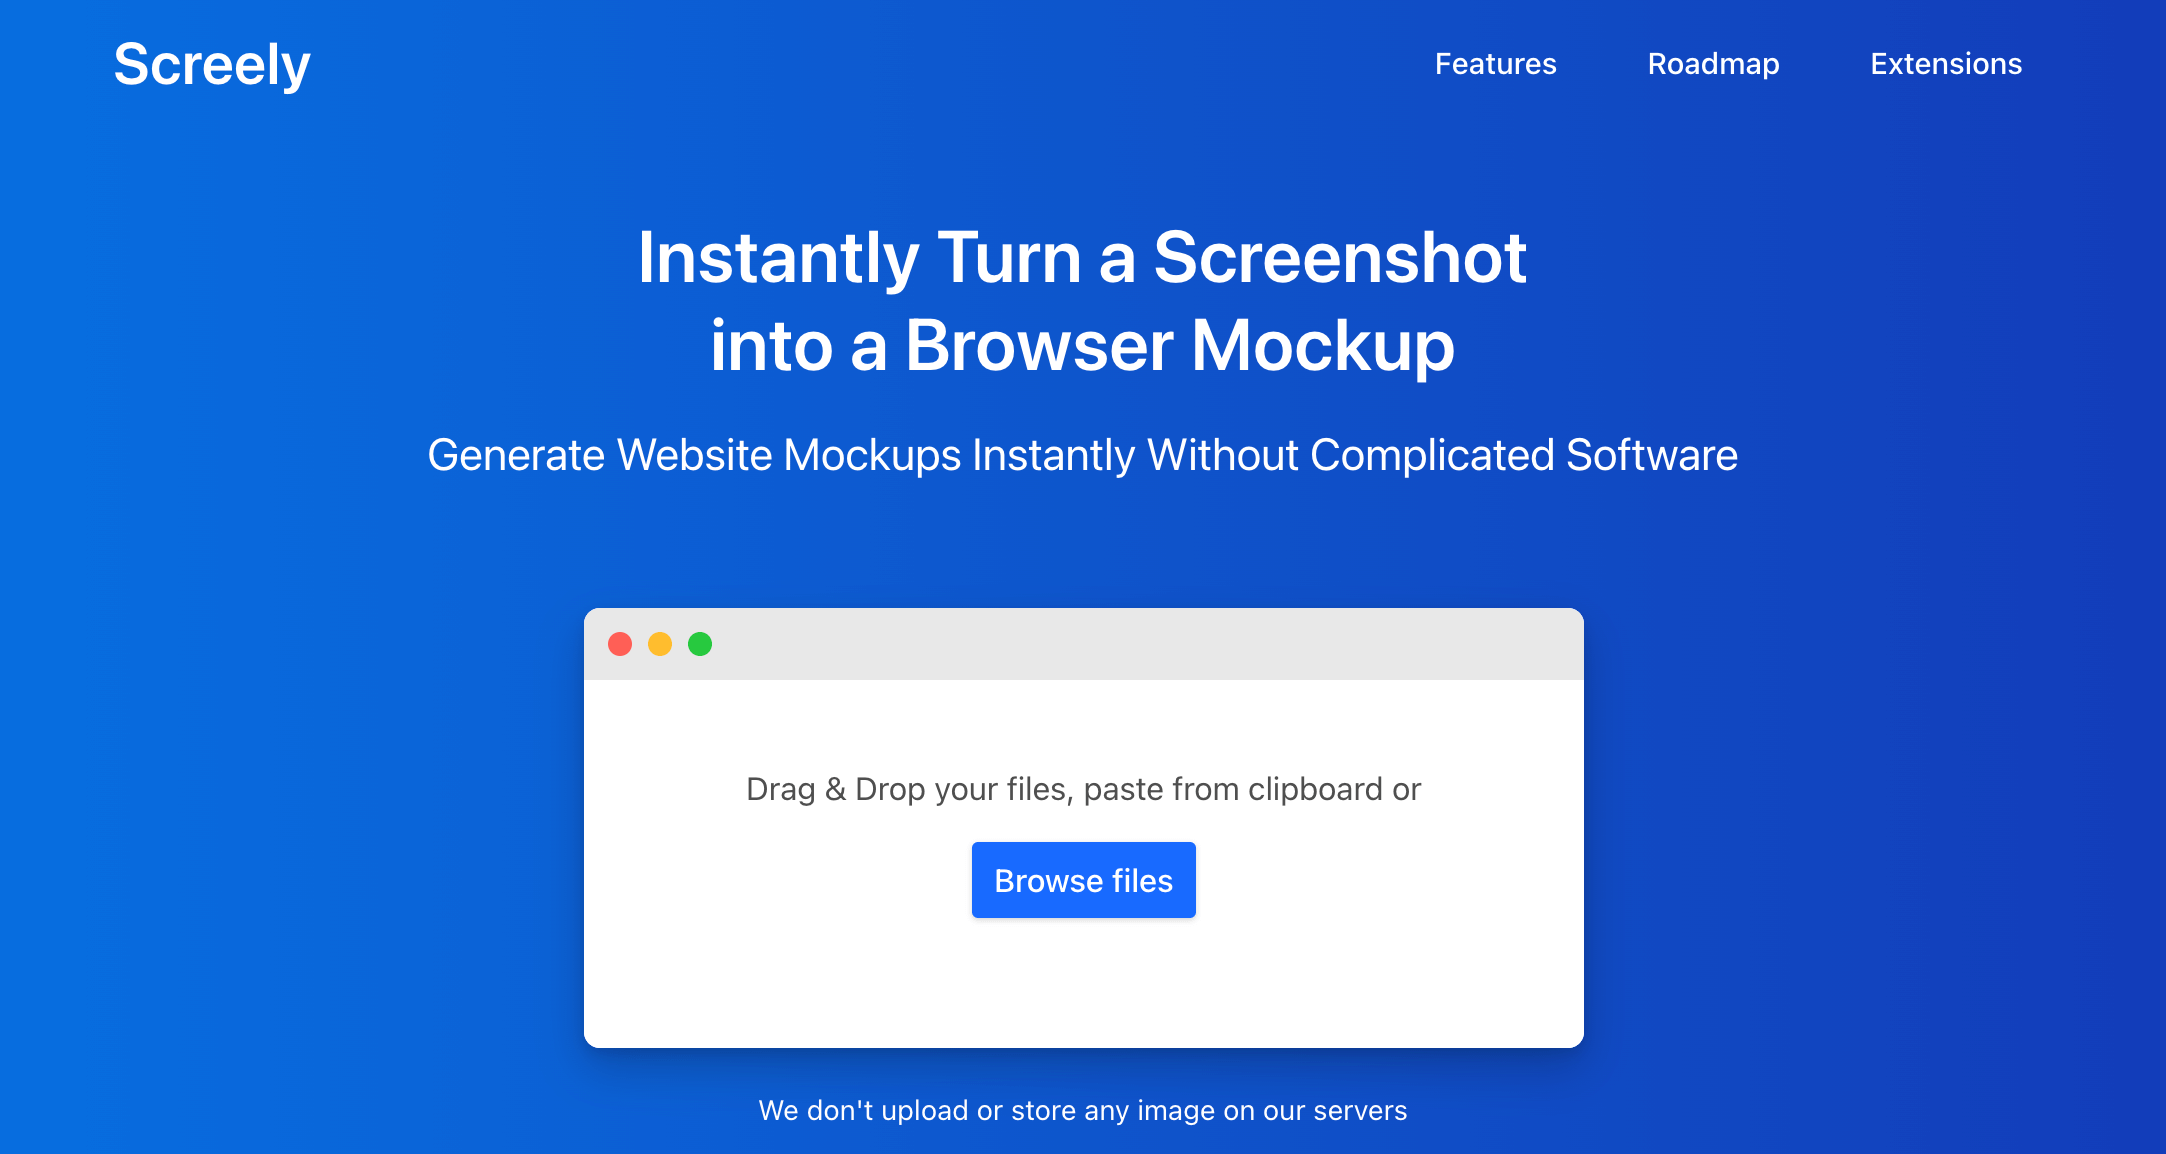 Screely
Features
Roadmap
Extensions
Instantly Turn a Screenshot
into a Browser Mockup
Generate Website Mockups Instantly Without Complicated Software
Drag & Drop your files, paste from clipboard or
Browse files
We don't upload or store any image on our servers